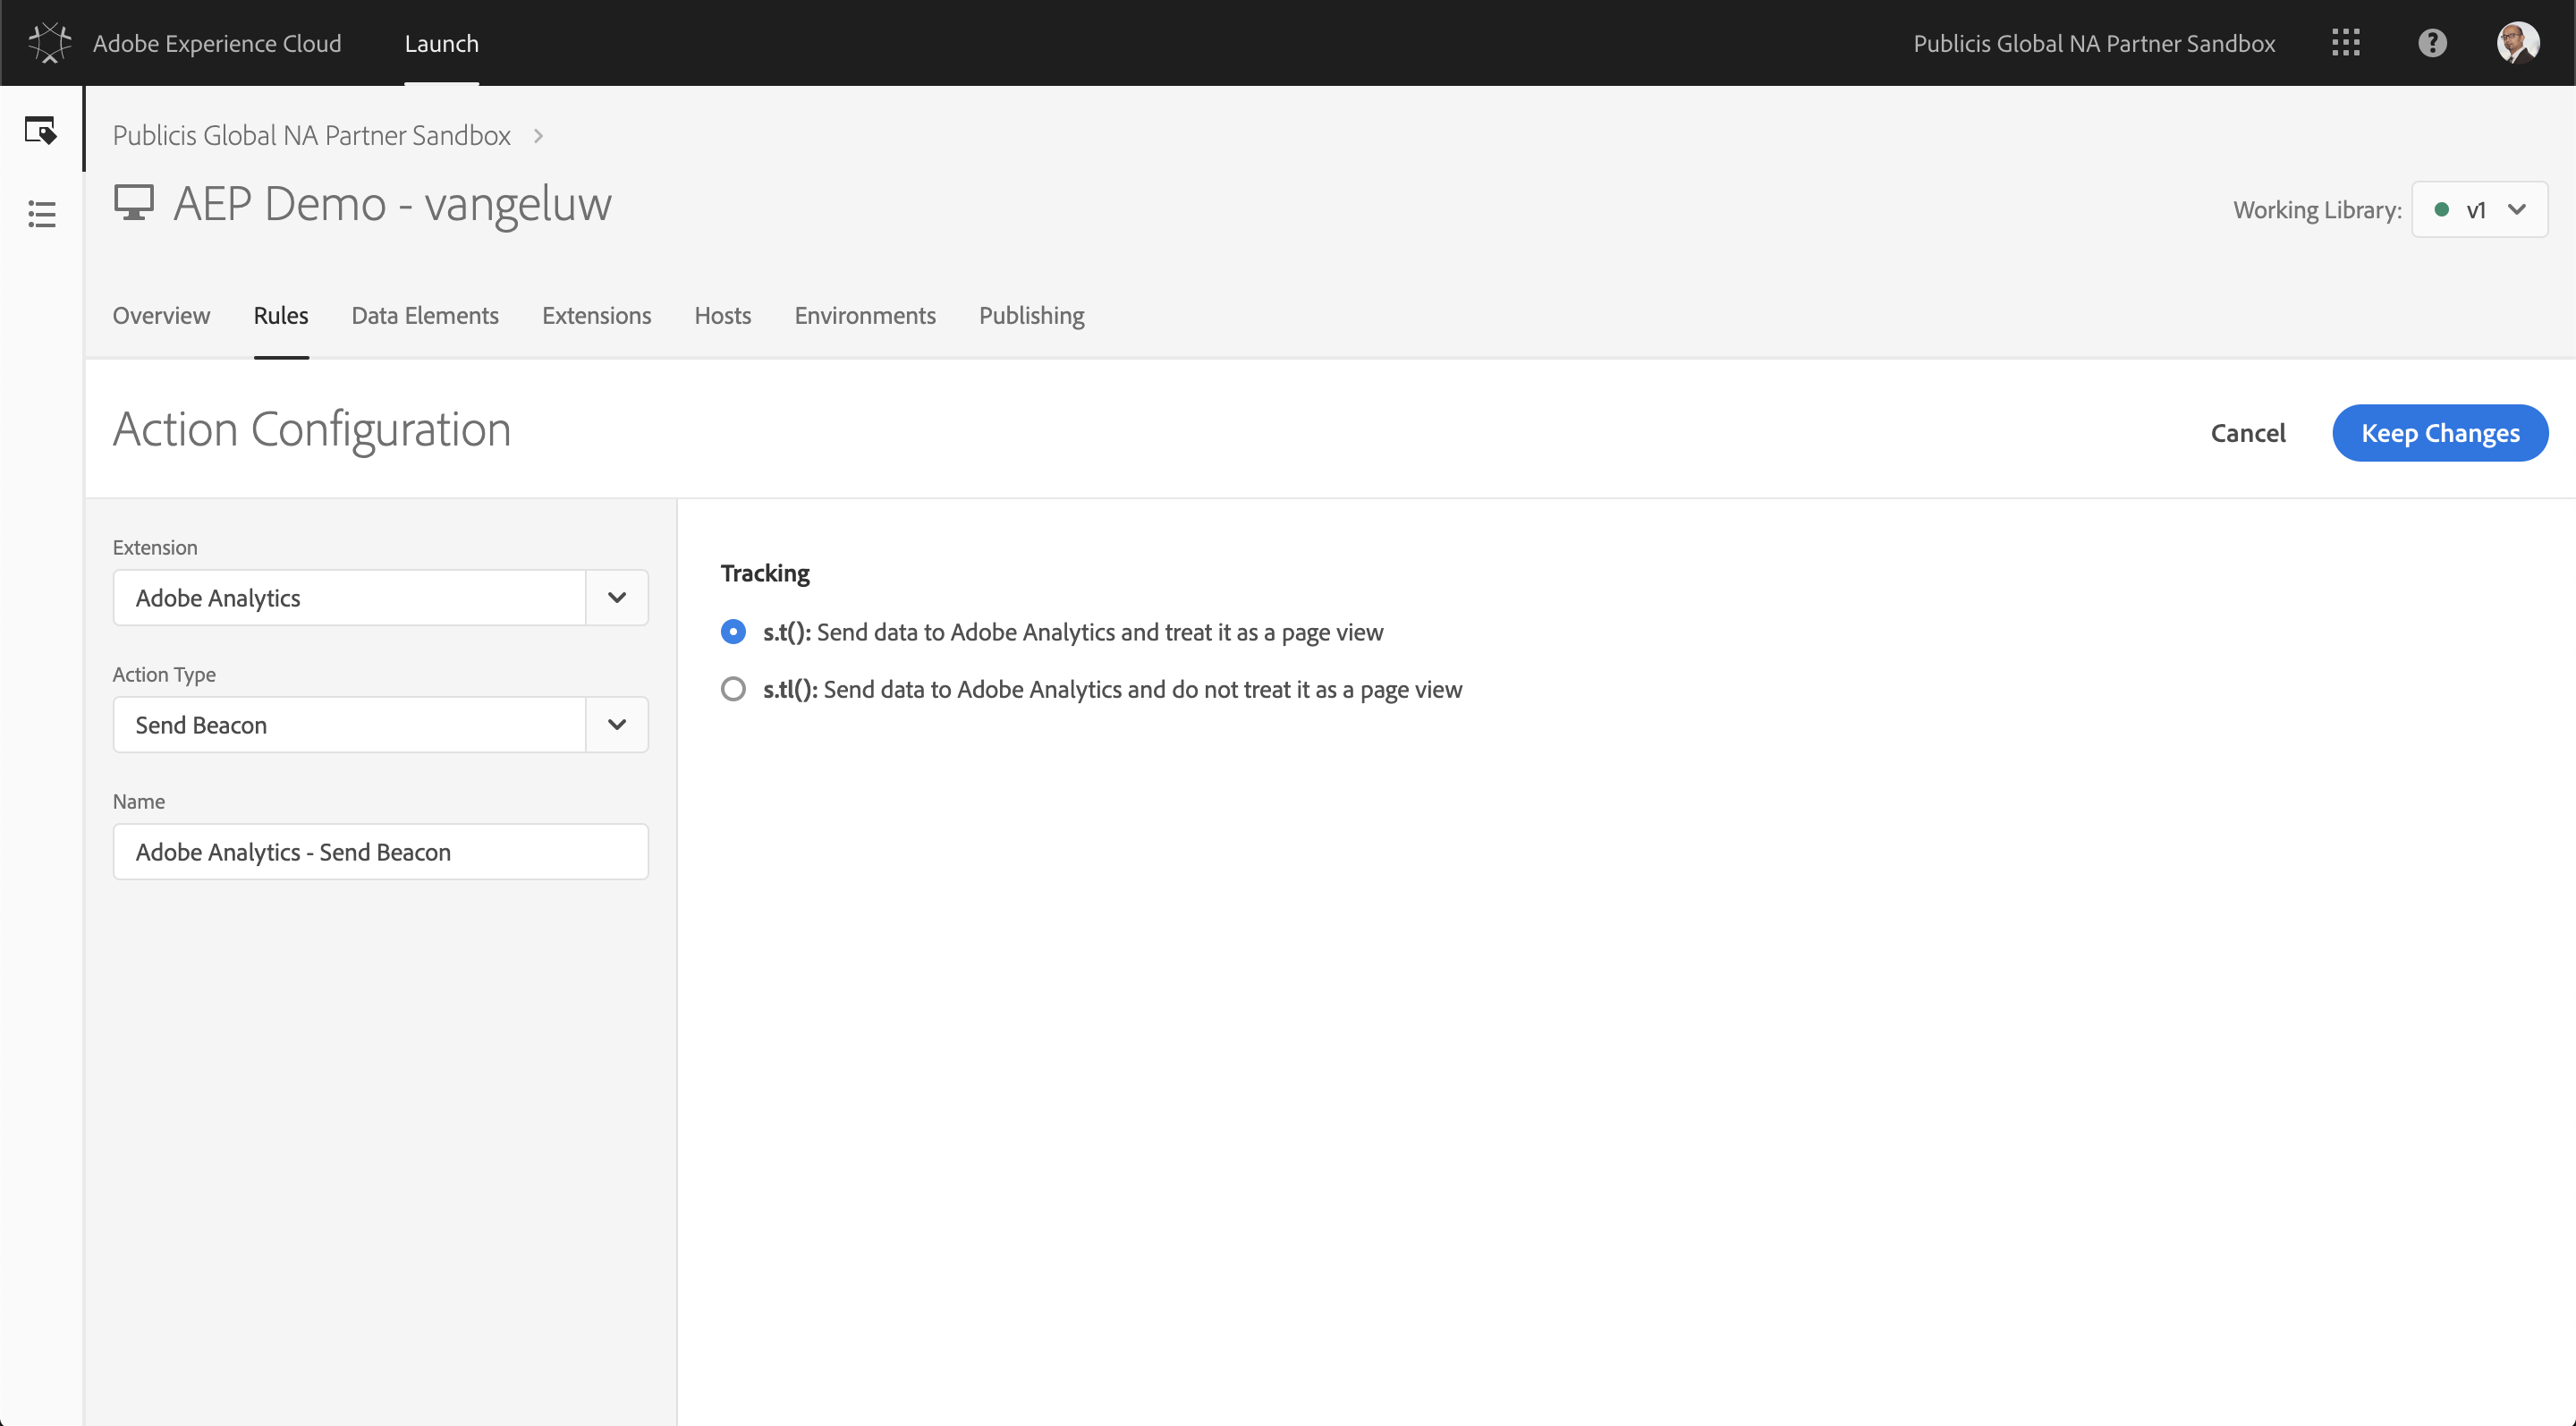 Adobe Experience Cloud
Launch
Publicis Global NA Partner Sandbox
?
Publicis Global NA Partner Sandbox
AEP Demo - vangeluw
Working Library:
v1
Overview
Rules
Data Elements
Extensions
Hosts
Environments
Publishing
Action Configuration
Cancel
Keep Changes
Extension
Adobe Analytics
Action Type
Send Beacon
Name
Adobe Analytics - Send Beacon
Tracking
s.t(): Send data to Adobe Analytics and treat it as a page view
s.tl(): Send data to Adobe Analytics and do not treat it as a page view